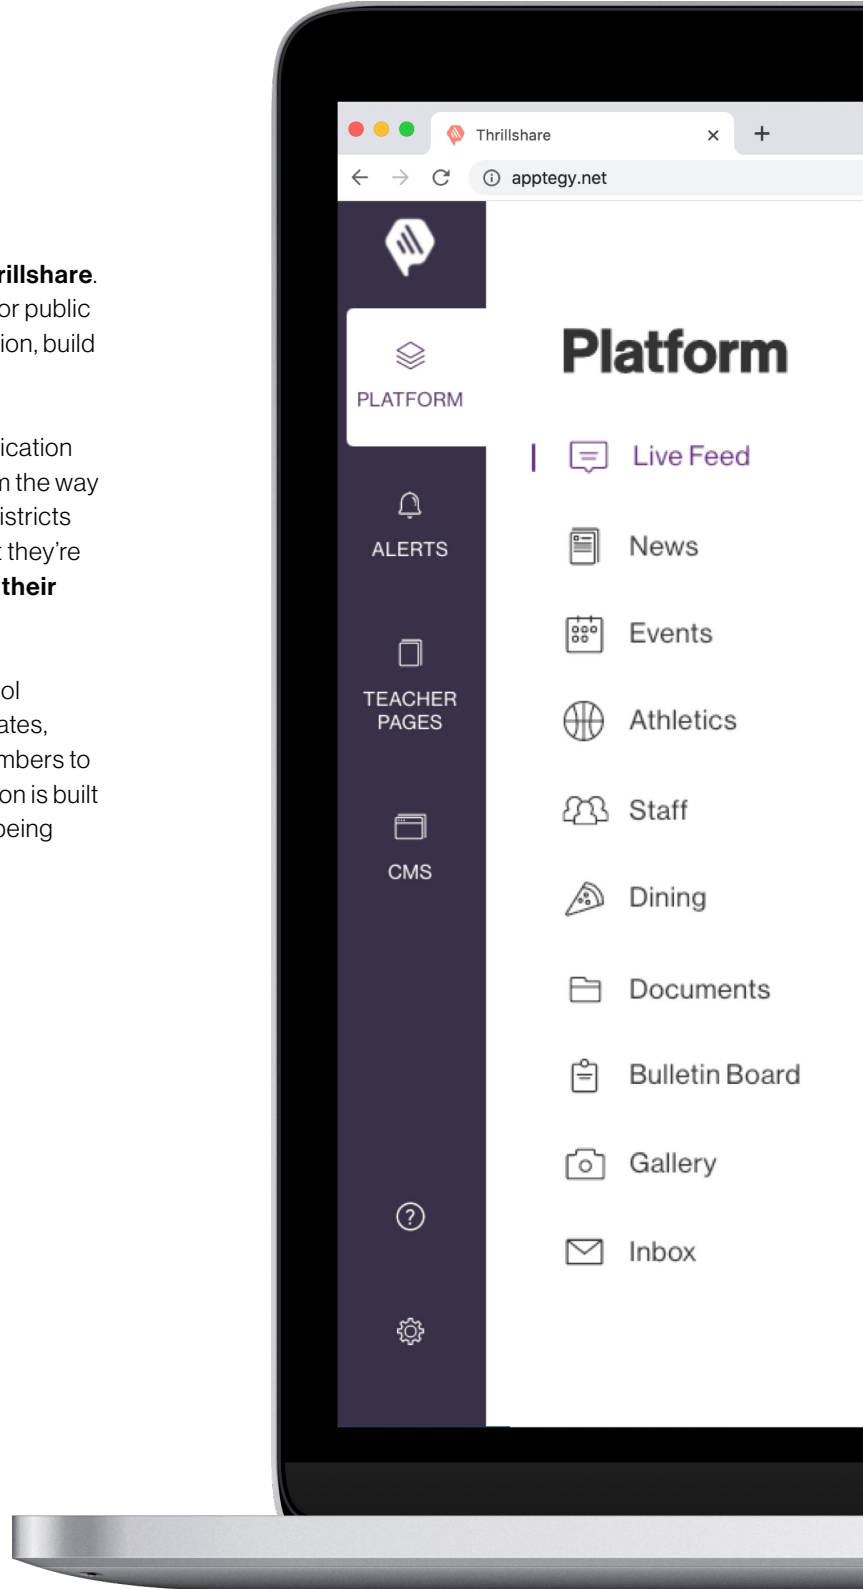 rillshare.
or public
ion, build
ication
n the way
istricts
t they're
their
ol
ates,
mbers to
on is built
being
Thrillshare
apptegy.net
PLATFORM
ALERTS
TEACHER
PAGES
CMS
Platform
Live Feed
News
Events
Athletics
Staff
Dining
Documents
Bulletin Board
Gallery
Inbox